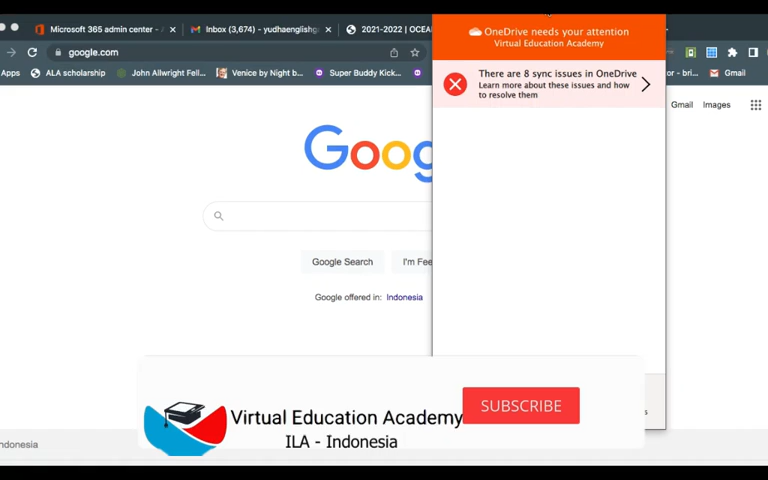 Microsoft 365 admin center - 
Inbox (3,674) - yudhaenglishg
2021-2022 | OCEA
google.com
Apps
ALA scholarship
John Allwright Fell...
Venice by Night b...
Super Buddy Kick...
Gmail
OneDrive needs your attention
Virtual Education Academy
There are 8 sync issues in OneDrive
Learn more about these issues and how
to resolve them
Gmail Images
Goog
Google Search
I'm Fee
Google offered in: Indonesia
Virtual Education Academy
ILA - Indonesia
SUBSCRIBE
ndonesia